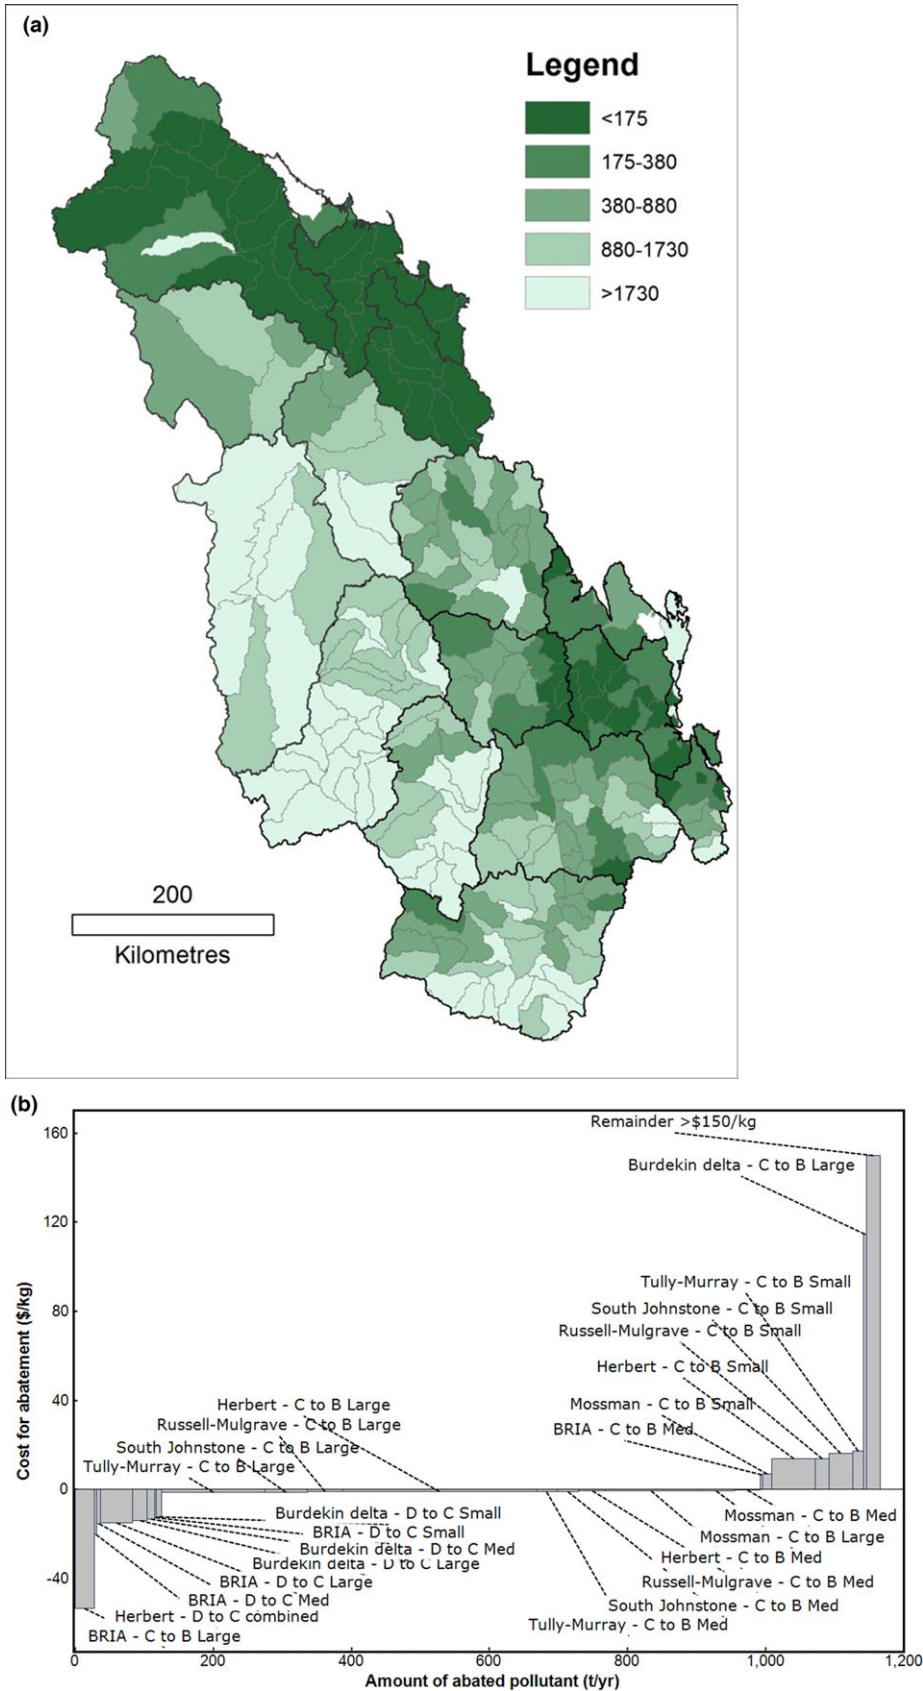 (a)
Legend
<175
175-380
380-880
880-1730
>1730
200
Kilometres
(b)
Cost for abatement ($/kg)
160
120
80
40
0
-40
Remainder >$150/kg
Burdekin delta - C to B Large
Tully-Murray - C to B Small
South Johnstone - C to B Small
Russell-Mulgrave - C to B Small
Herbert - C to B Small
Mossman - C to B Small
BRIA - C to B Med
Herbert - C to B Large
Russell-Mulgrave - C to B Large
South Johnstone - C to B Large
Tully-Murray - C to B Large
Burdekin delta - D to C Small
BRIA - D to C Small
Burdekin delta - D to C Med
Burdekin delta - D to C Large
BRIA - D to C Large
BRIA - D to C Med
Herbert - D to C combined
BRIA - C to B Large
Mossman - C to B Med
Mossman - C to B Large
Herbert - C to B Med
Russell-Mulgrave - C to B Med
South Johnstone - C to B Med
Tully-Murray - C to B Med
0
200
400
600
800
1,000
1,200
Amount of abated pollutant (t/yr)